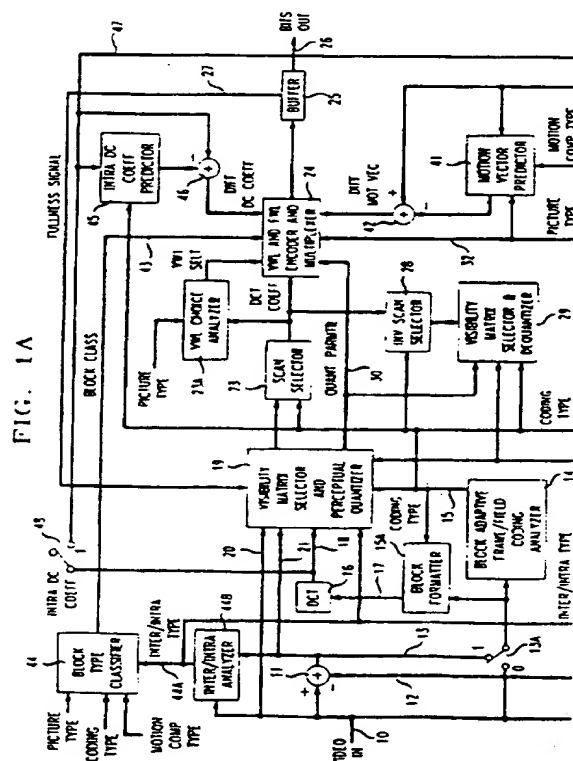 FIG. 1A
47
27
FULLNESS SIGNAL
BITS
OUT
26
BUFFER
25
45
INTRA DC
COEFF
PREDICTOR
-
+
46
DIFF
DC COEFF
43
BLOCK CLASS
VWL
SELT
24
VWL AND FWL
ENCODER AND
MULTIPLEXER
DIFF
MOT VEC
+
-
42
41
MOTION
VECTOR
PREDICTOR
MOTION
COMP TYPE
PICTURE
TYPE
32
PICTURE
TYPE
VWL CHOICE
ANALYZER
23A
DCT
COEFF
23
SCAN
SELECTOR
QUANT PARMTR
30
28
INV SCAN
SELECTOR
VISIBILITY
MATRIX
SELECTOR &
DEQUANTIZER
29
CODING
TYPE
19
VISIBILITY
MATRIX
SELECTOR
AND
PERCEPTUAL
QUANTIZER
20
21
18
CODING
TYPE
15
INTRA DC
COEFF
1
DCT
16
17
15A
BLOCK
FORMATTER
BLOCK ADAPTIVE
FRAME/FIELD
CODING
ANALYZER
14
INTER/INTRA TYPE
44
BLOCK
TYPE
CLASSIFIER
PICTURE
TYPE
CODING
TYPE
MOTION COMP
TYPE
44A
INTER/INTRA
TYPE
44B
INTER/INTRA
ANALYZER
11
+
-
13
1
0
13A
12
10
VIDEO
IN